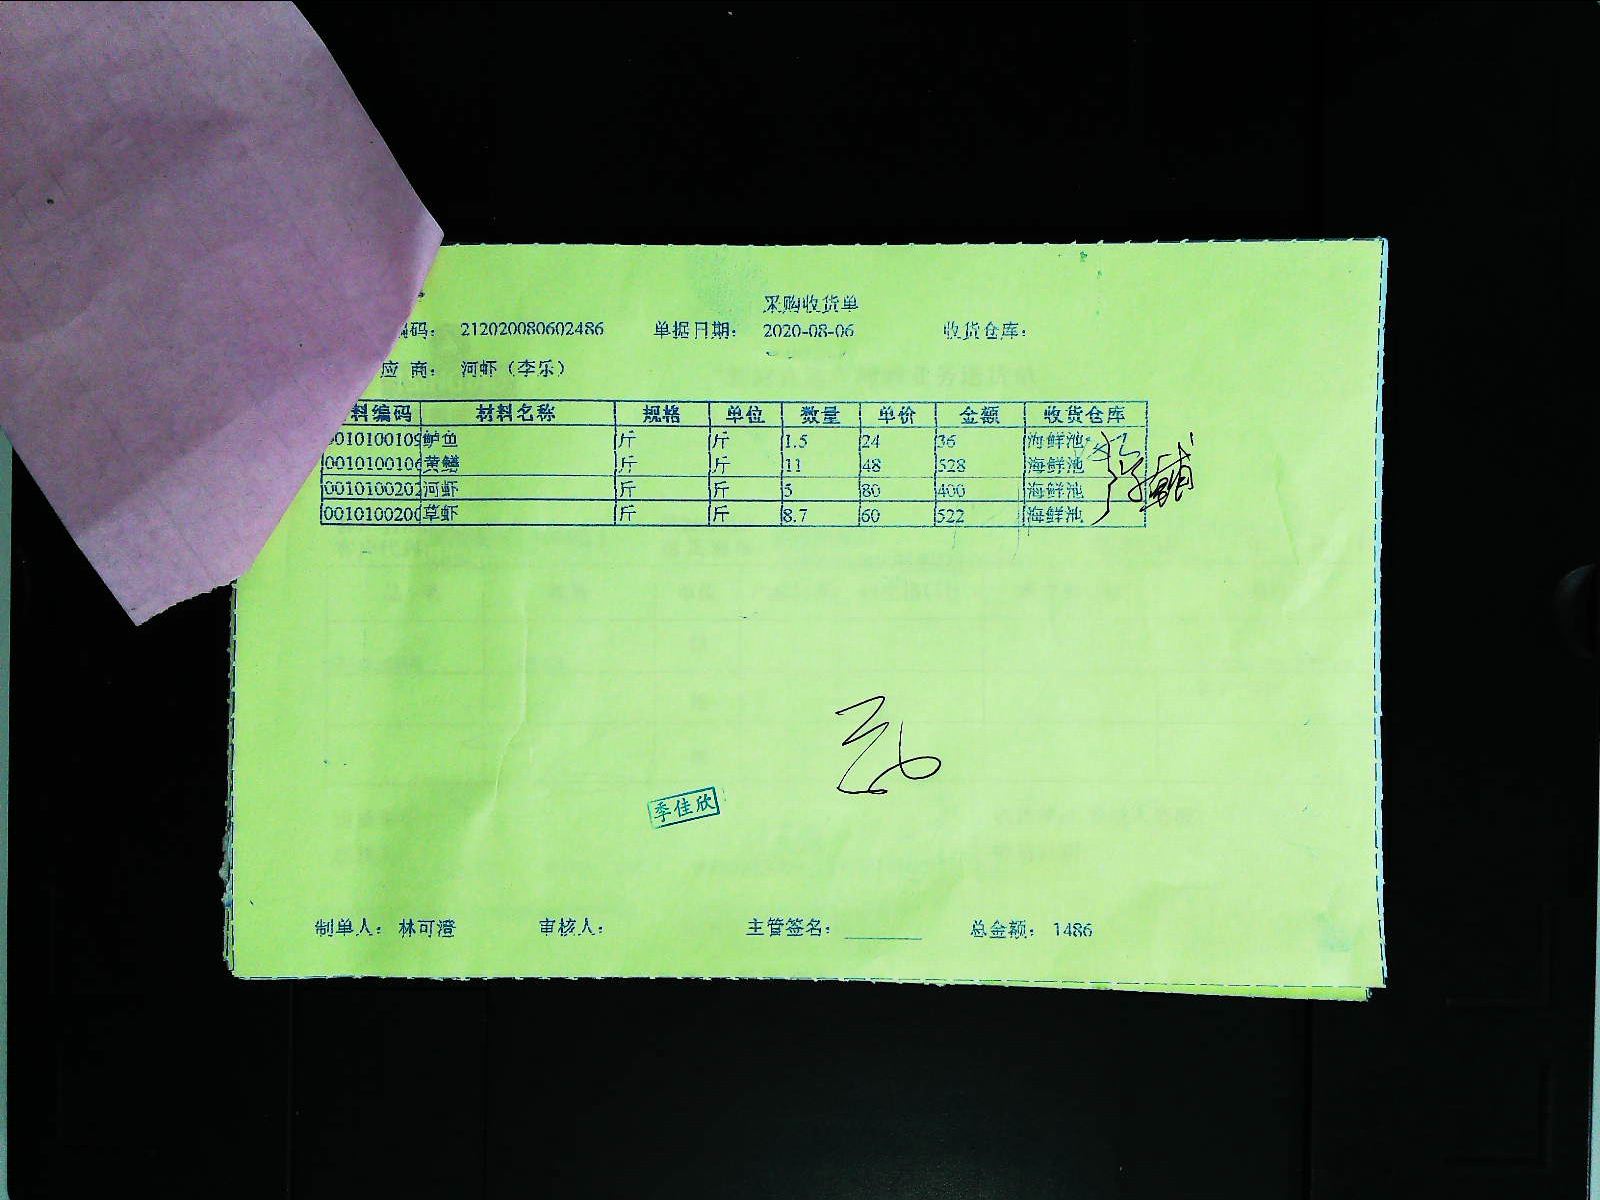 采购收货单
编码： 212020080602486 单据日期： 2020-08-06 收货仓库：
应 商： 河虾（李乐）
料编码 材料名称 规格 单位 数量 单价 金额 收货仓库
鲈鱼 斤 斤 1.5 24 36 海鲜池
0010100106 黄鳝 斤 斤 11 48 528 海鲜池
0010100202 河虾 斤 斤 5 80 400 海鲜池
0010100200 草虾 斤 斤 8.7 60 522 海鲜池
季佳欣
制单人： 林可澄 审核人： 主管签名： 总金额： 1486